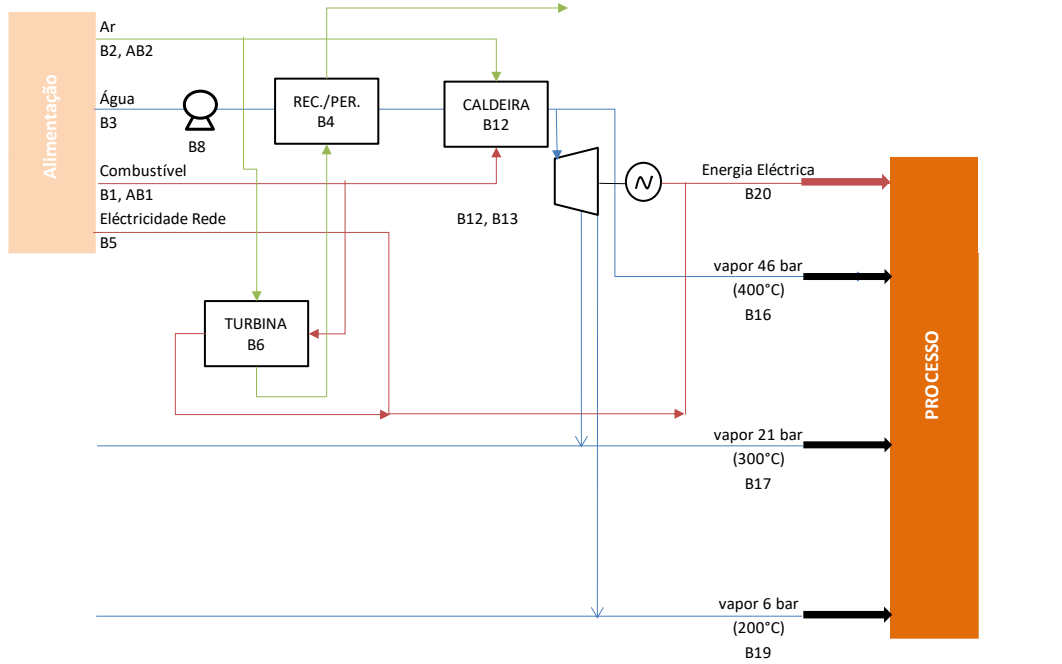 Alimentação
Ar
B2, AB2
Água
B3
B8
REC./PER.
B4
CALDEIRA
B12
Combustível
B1, AB1
Eléctricidade Rede
B5
B12, B13
Energia Eléctrica
B20
vapor 46 bar
(400°C)
B16
TURBINA
B6
PROCESSO
vapor 21 bar
(300°C)
B17
vapor 6 bar
(200°C)
B19